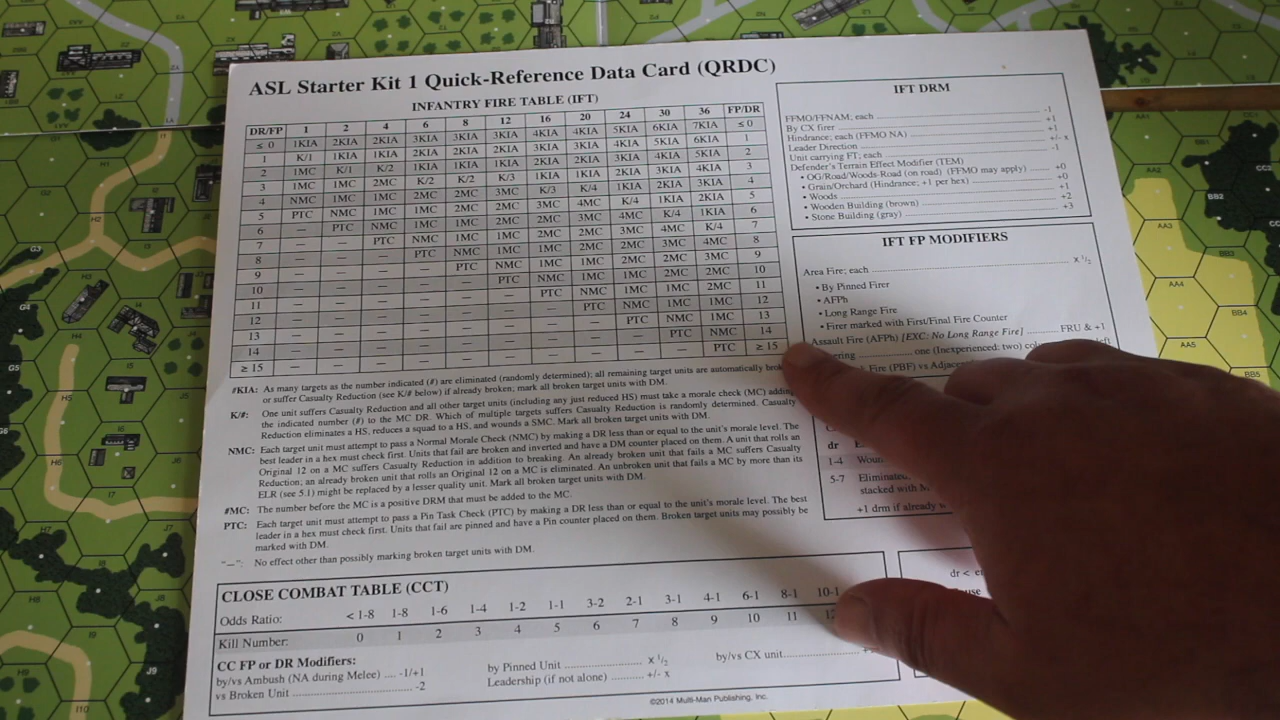 ASL Starter Kit 1 Quick-Reference Data Card (QRDC)
INFANTRY FIRE TABLE (IFT)
DR/FP 1 2 4 6 8 12 16 20 24 30 36 FP/DR
≤ 0 1KIA 2KIA 2KIA 3KIA 3KIA 3KIA 4KIA 4KIA 5KIA 6KIA 7KIA ≤ 0
1 K/1 1KIA 1KIA 2KIA 2KIA 2KIA 3KIA 3KIA 4KIA 5KIA 6KIA 1
2 1MC K/1 K/2 1KIA 1KIA 1KIA 2KIA 2KIA 3KIA 4KIA 5KIA 2
3 1MC 1MC 2MC K/2 K/2 K/3 1KIA 1KIA 2KIA 3KIA 4KIA 3
4 NMC 1MC 1MC 2MC 2MC 3MC K/3 K/4 1KIA 2KIA 3KIA 4
5 PTC NMC 1MC 1MC 2MC 2MC 3MC 4MC K/4 1KIA 2KIA 5
6 — PTC NMC 1MC 1MC 2MC 2MC 3MC 4MC K/4 1KIA 6
7 — — PTC NMC 1MC 1MC 2MC 2MC 3MC 4MC K/4 7
8 — — — PTC NMC 1MC 1MC 2MC 2MC 3MC 4MC 8
9 — — — — PTC NMC 1MC 1MC 2MC 2MC 3MC 9
10 — — — — — PTC NMC 1MC 1MC 2MC 2MC 10
11 — — — — — — PTC NMC 1MC 1MC 2MC 11
12 — — — — — — — PTC NMC 1MC 1MC 12
13 — — — — — — — — PTC NMC 1MC 13
14 — — — — — — — — — PTC NMC 14
≥ 15 — — — — — — — — — — PTC ≥ 15
#KIA: As many targets as the number indicated (#) are eliminated (randomly determined); all remaining target units are automatically
or suffer Casualty Reduction (see K/# below) if already broken; mark all broken target units with DM.
K/#: One unit suffers Casualty Reduction and all other target units (including any just reduced HS) must take a morale check (MC) adding
the indicated number (#) to the MC DR. Which of multiple targets suffers Casualty Reduction is randomly determined. Casualty
Reduction eliminates a HS, reduces a squad to a HS, and wounds a SMC. Mark all broken target units with DM.
NMC: Each target unit must attempt to pass a Normal Morale Check (NMC) by making a DR less than or equal to the unit's morale level. The
best leader in a hex must check first. Units that fail are broken and inverted and have a DM counter placed on them. A unit that rolls an
Original 12 on a MC suffers Casualty Reduction in addition to breaking. An already broken unit that fails a MC suffers Casualty
Reduction; an already broken unit that rolls an Original 12 on a MC is eliminated. An unbroken unit that fails a MC by more than its
ELR (see 5.1) might be replaced by a lesser quality unit. Mark all broken target units with DM.
#MC: The number before the MC is a positive DRM that must be added to the MC.
PTC: Each target unit must attempt to pass a Pin Task Check (PTC) by making a DR less than or equal to the unit's morale level. The best
leader in a hex must check first. Units that fail are pinned and have a Pin counter placed on them. Broken target units may possibly be
marked with DM.
"—": No effect other than possibly marking broken target units with DM.
CLOSE COMBAT TABLE (CCT)
Odds Ratio: < 1-8 1-8 1-6 1-4 1-2 1-1 3-2 2-1 3-1 4-1 6-1 8-1 10-1
Kill Number: 0 1 2 3 4 5 6 7 8 9 10 11
CC FP or DR Modifiers:
by/vs Ambush (NA during Melee) .... -1/+1
vs Broken Unit .... -2
by Pinned Unit .... X 1/2
Leadership (if not alone) .... +/- x
by/vs CX unit....
©2014 Multi-Man Publishing, Inc.
IFT DRM
FFMO/FFNAM; each .... -1
By CX firer .... +1
Hindrance; each (FFMO NA) .... +1
Leader Direction .... +/- x
Unit carrying FT; each .... -1
Defender's Terrain Effect Modifier (TEM)
• OG/Road/Woods-Road (on road) (FFMO may apply) .... +0
• Grain/Orchard (Hindrance; +1 per hex) .... +0
• Woods .... +1
• Wooden Building (brown) .... +2
• Stone Building (gray) .... +3
IFT FP MODIFIERS
Area Fire; each .... X 1/2
• By Pinned Firer
• AFPh
• Long Range Fire
• Firer marked with First/Final Fire Counter
Assault Fire (AFPh) [EXC: No Long Range Fire] .... FRU & +1
.... one (Inexperienced: two)
Fire (PBF) vs
dr
1-4
5-7 Eliminated
stacked with
+1 drm if already
dr <